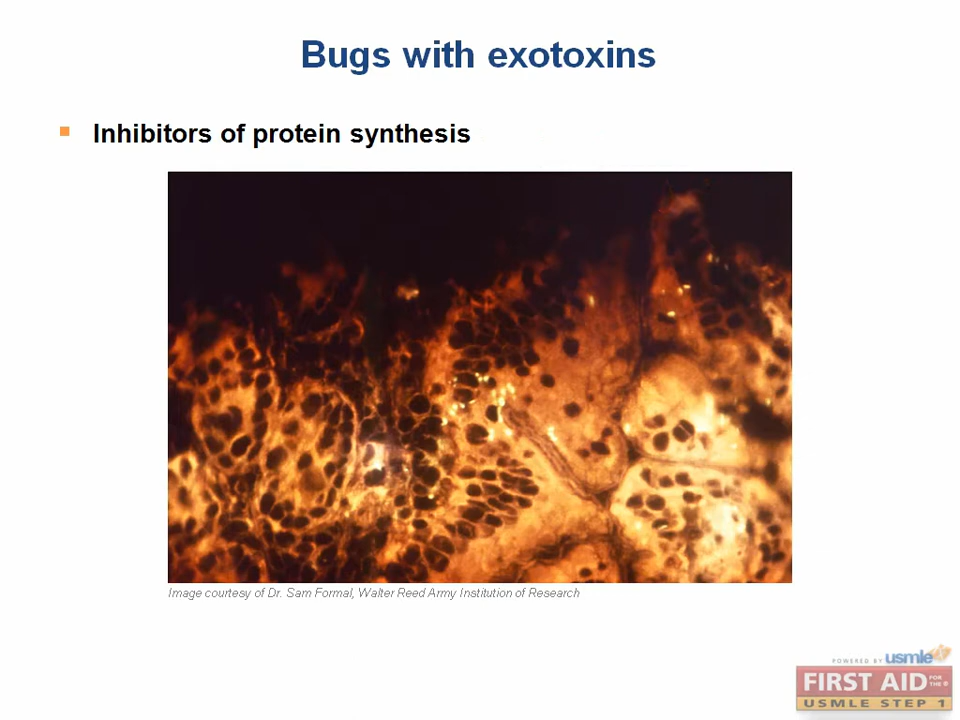 Bugs with exotoxins
Inhibitors of protein synthesis
Image courtesy of Dr. Sam Formal, Walter Reed Army Institution of Research
POWERED BY usmle
FIRST AID FOR THE ®
USMLE STEP 1